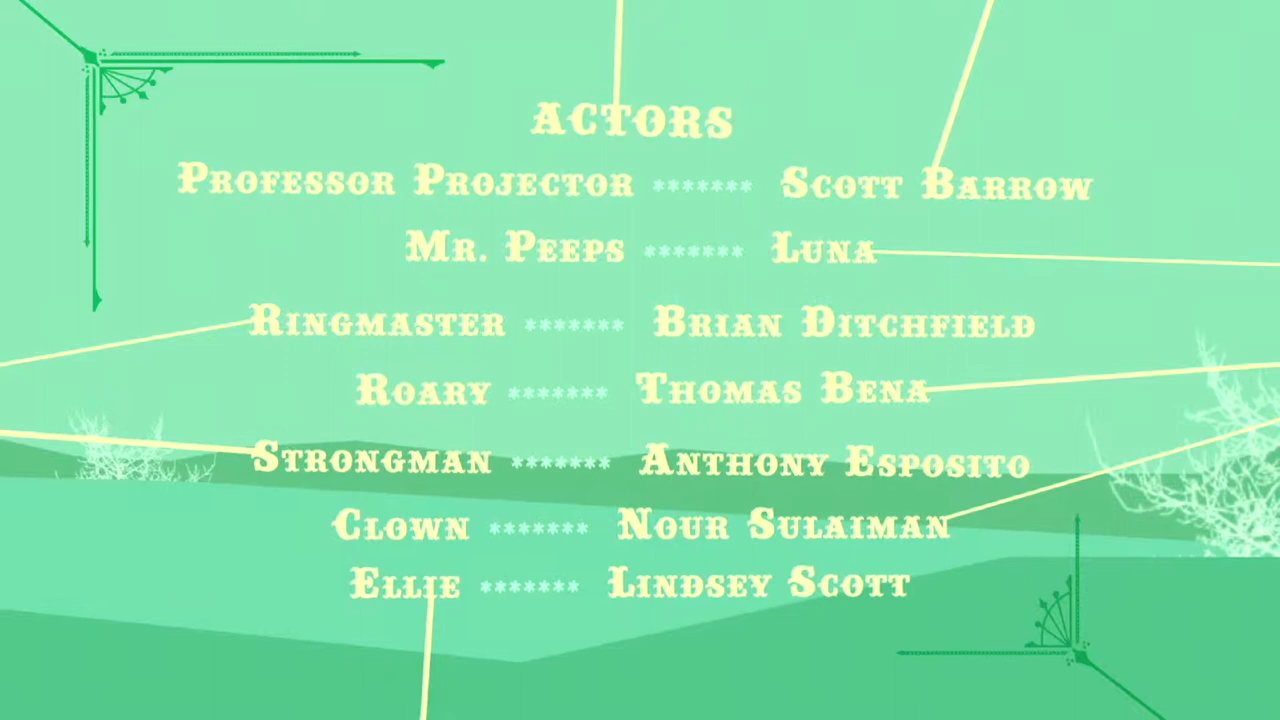 ACTORS
PROFESSOR PROJECTOR ******* SCOTT BARROW
MR. PEEPS ******* LUNA
RINGMASTER ******* BRIAN DITCHFIELD
ROARY ******* THOMAS BENA
STRONGMAN ******* ANTHONY ESPOSITO
CLOWN ******* NOUR SULAIMAN
ELLIE ******* LINDSEY SCOTT